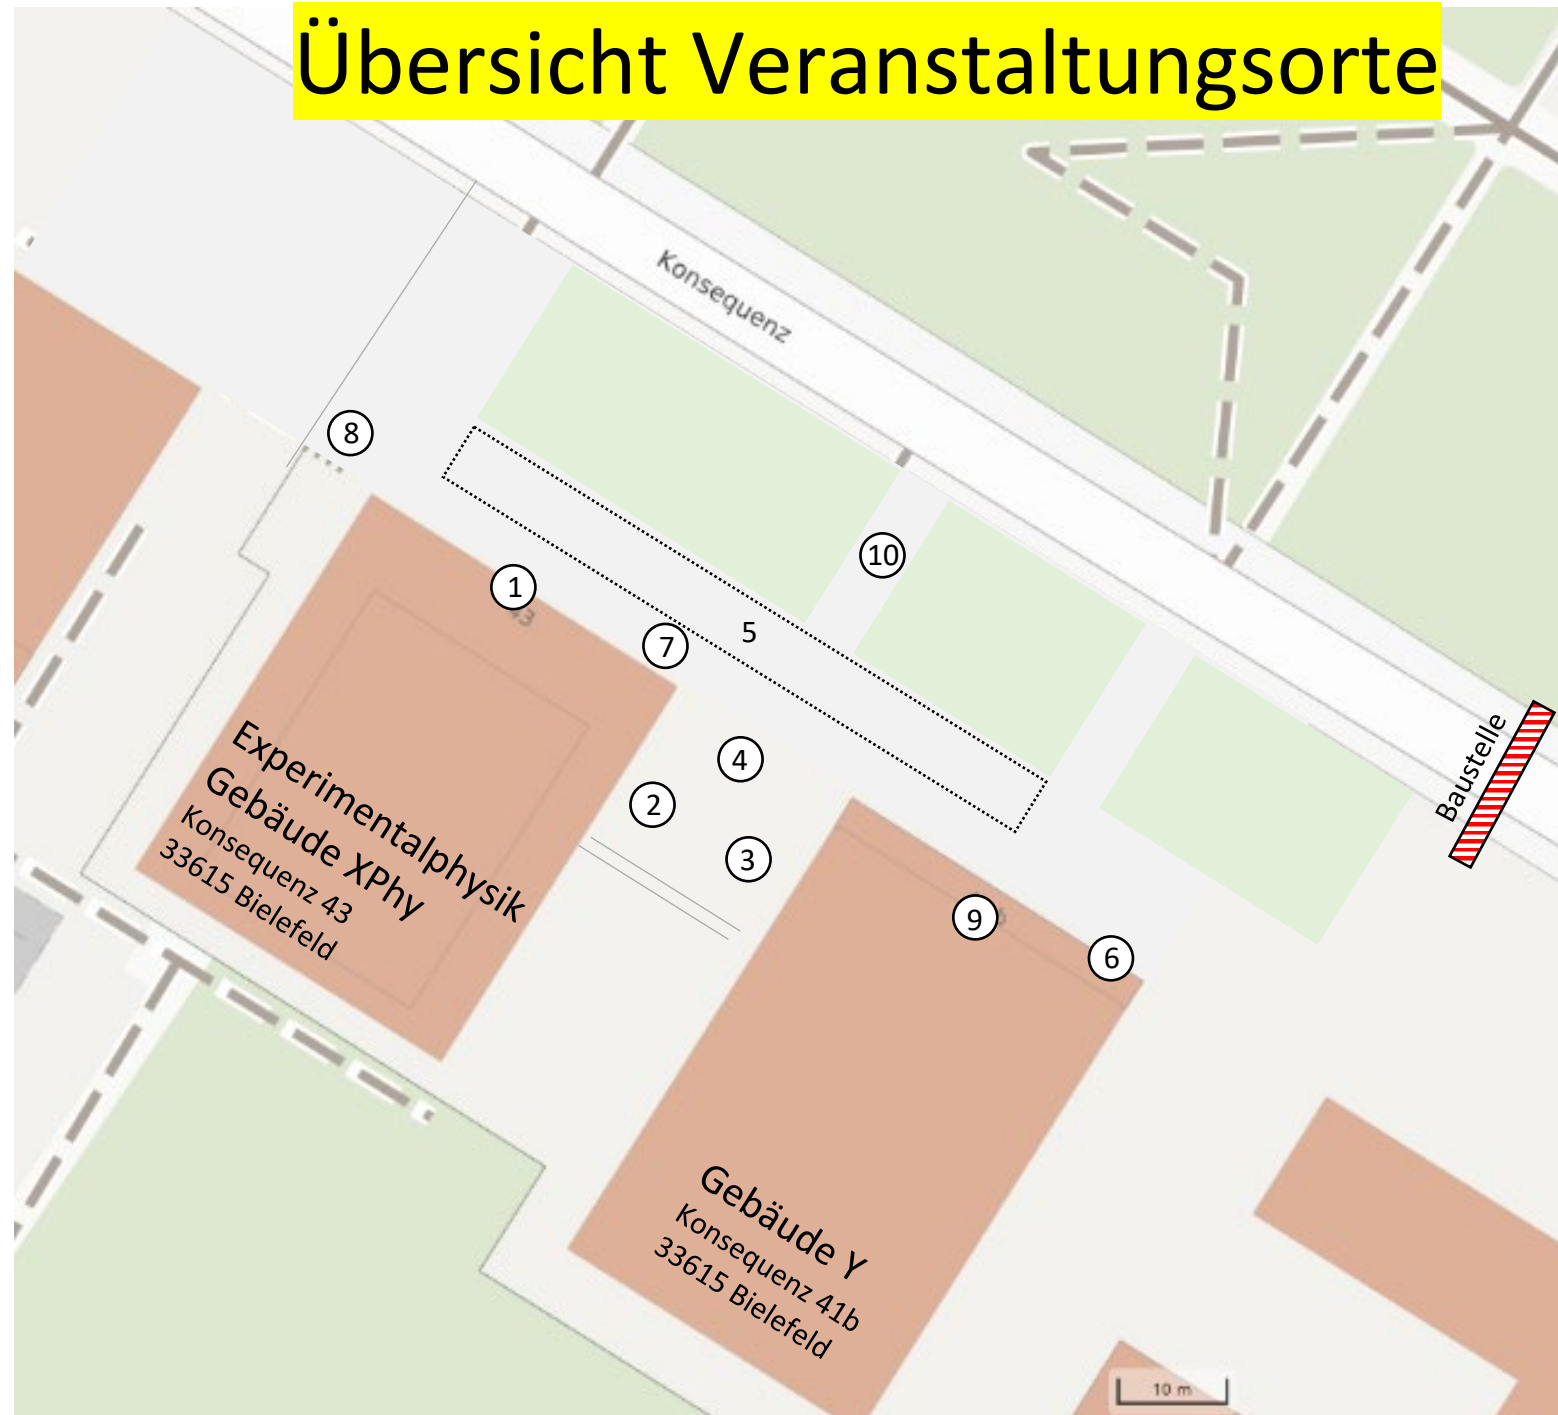 Übersicht Veranstaltungsorte
Konsequenz
8
10
1
43
5
7
4
2
3
9
6
Baustelle
Experimentalphysik
Gebäude XPhy
Konsequenz 43
33615 Bielefeld
Gebäude Y
Konsequenz 41b
33615 Bielefeld
10 m